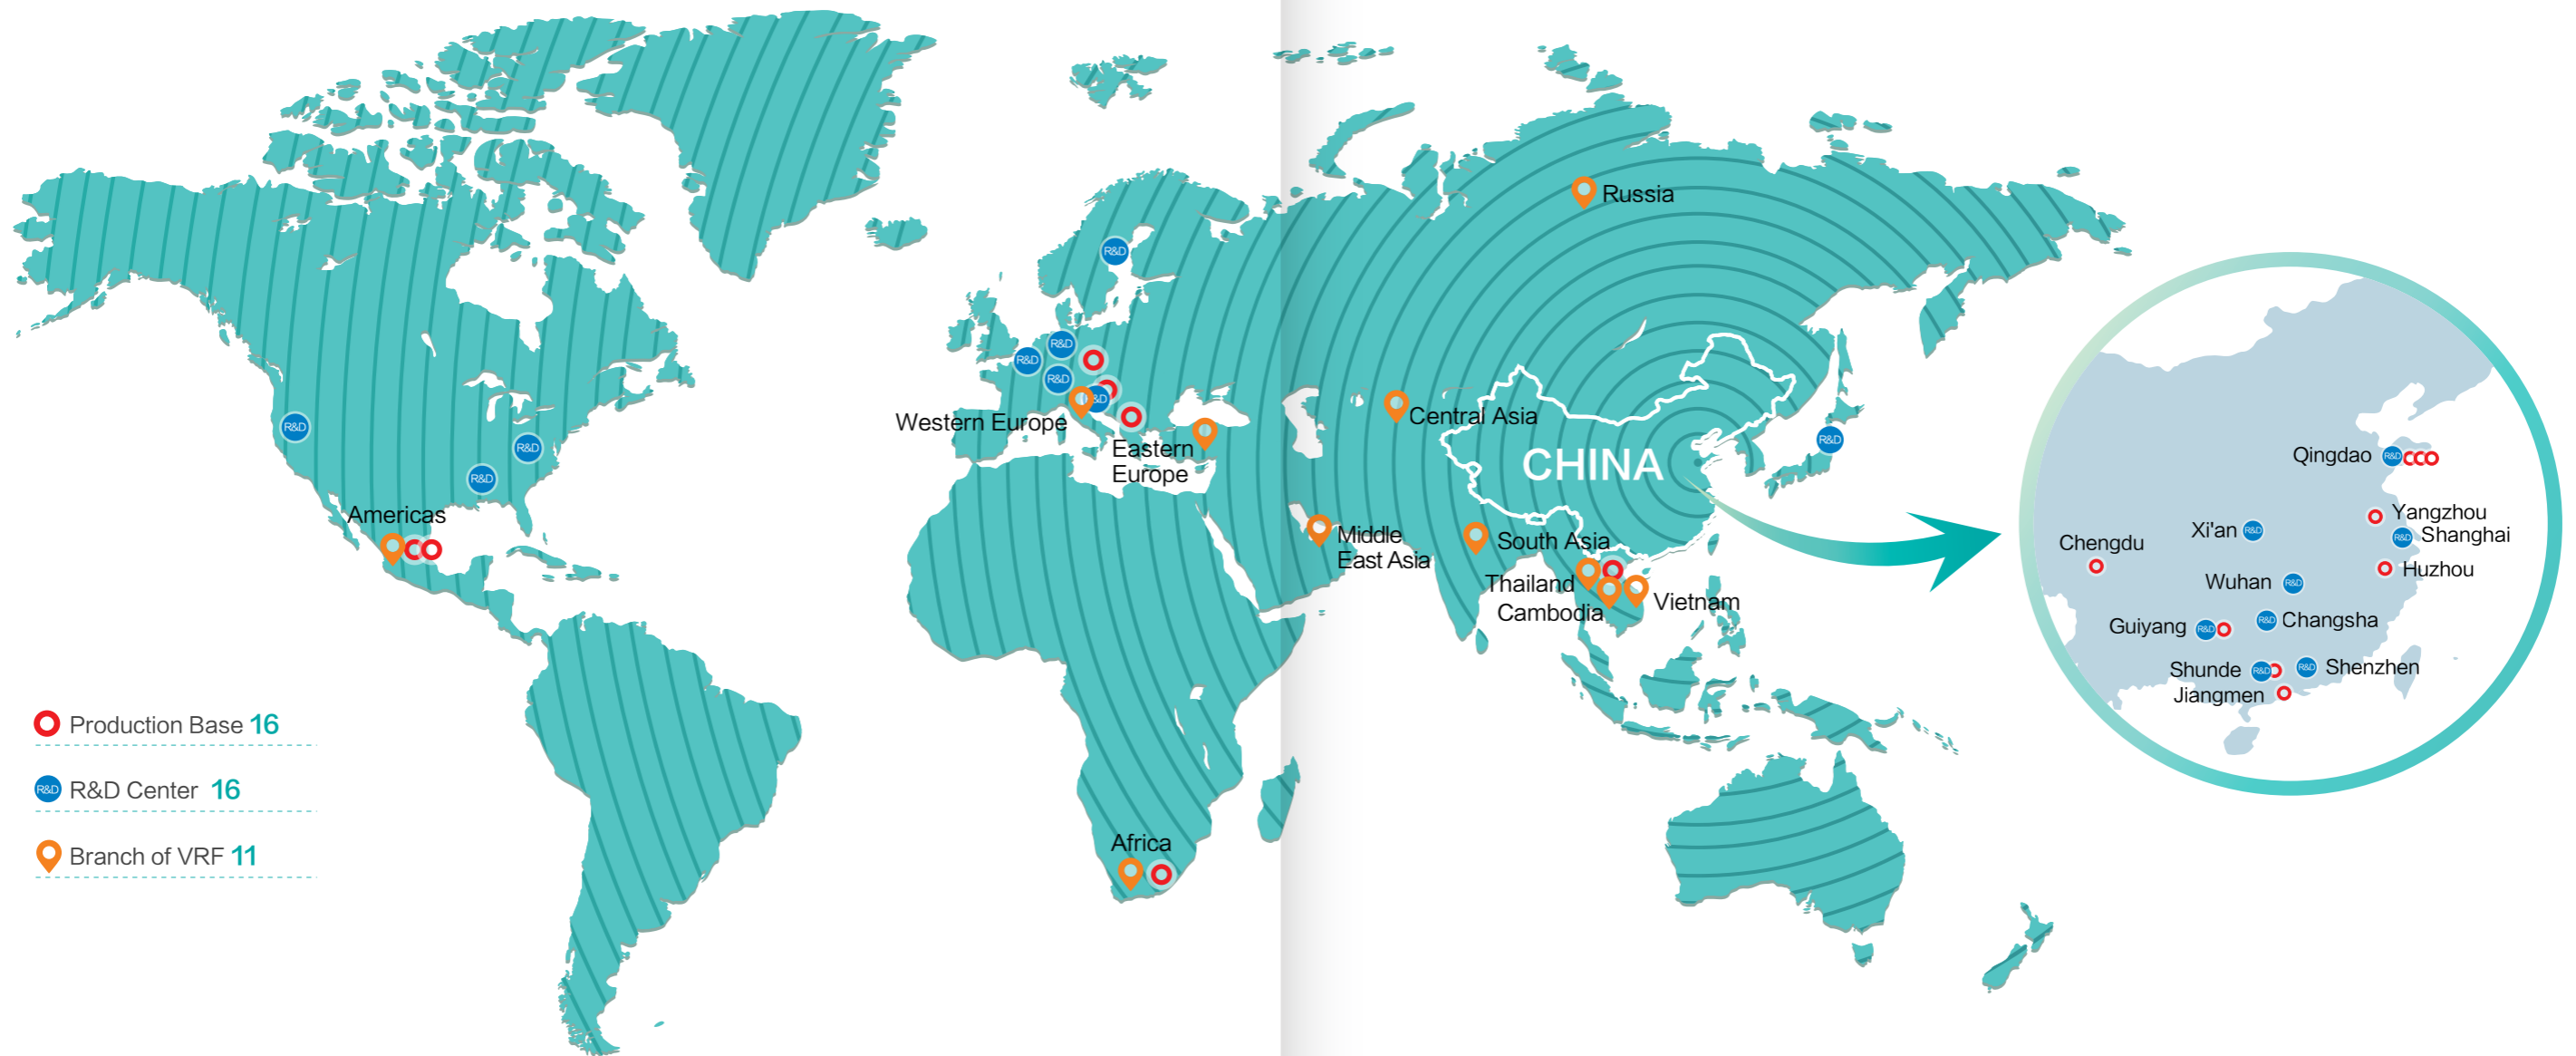 Russia
R&D
R&D
R&D
R&D
R&D
Western Europe
Eastern
Europe
Central Asia
CHINA
R&D
R&D
R&D
R&D
Americas
Middle
East Asia
South Asia
Thailand
Cambodia
Vietnam
Africa
Qingdao R&D
Yangzhou
Xi'an R&D
R&D Shanghai
Chengdu
Huzhou
Wuhan R&D
R&D Changsha
Guiyang R&D
Shunde R&D
R&D Shenzhen
Jiangmen
Production Base 16
R&D R&D Center 16
Branch of VRF 11